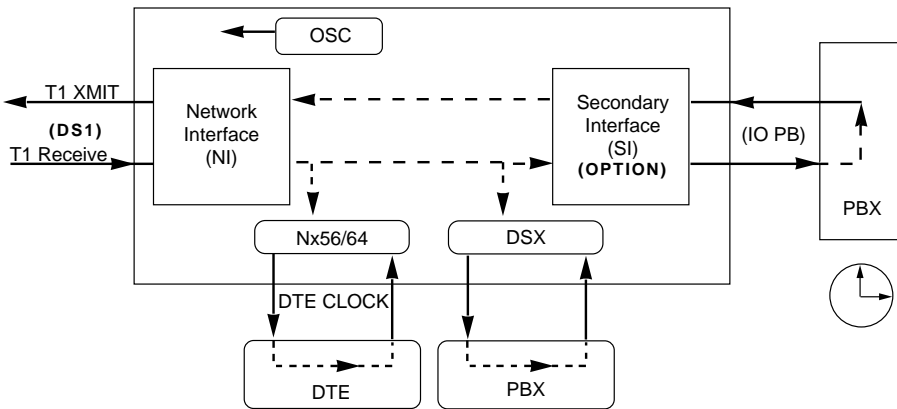 OSC
T1 XMIT
(DS1)
T1 Receive
Network
Interface
(NI)
Secondary
Interface
(SI)
(OPTION)
(IO PB)
PBX
Nx56/64
DSX
DTE CLOCK
DTE
PBX